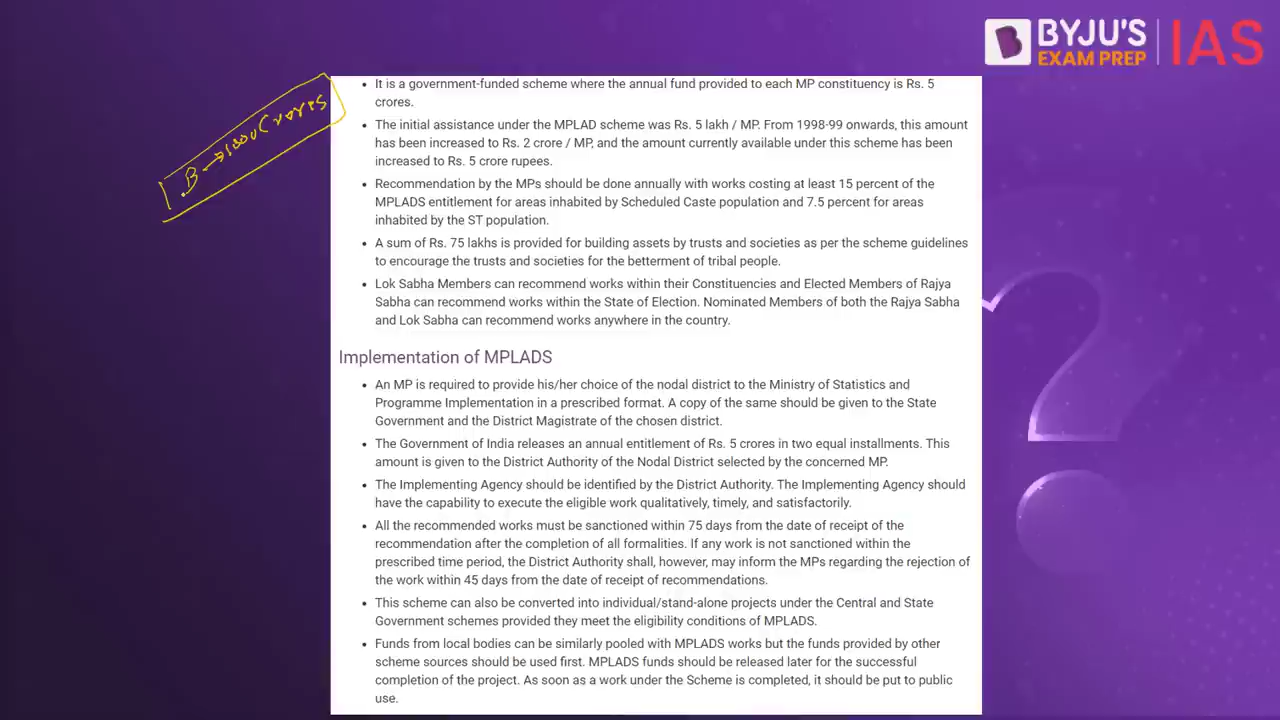 BYJU'S
EXAM PREP
IAS
B → 1000 Crores
It is a government-funded scheme where the annual fund provided to each MP constituency is Rs. 5
crores.
The initial assistance under the MPLAD scheme was Rs. 5 lakh / MP. From 1998-99 onwards, this amount
has been increased to Rs. 2 crore / MP, and the amount currently available under this scheme has been
increased to Rs. 5 crore rupees.
Recommendation by the MPs should be done annually with works costing at least 15 percent of the
MPLADS entitlement for areas inhabited by Scheduled Caste population and 7.5 percent for areas
inhabited by the ST population.
A sum of Rs. 75 lakhs is provided for building assets by trusts and societies as per the scheme guidelines
to encourage the trusts and societies for the betterment of tribal people.
Lok Sabha Members can recommend works within their Constituencies and Elected Members of Rajya
Sabha can recommend works within the State of Election. Nominated Members of both the Rajya Sabha
and Lok Sabha can recommend works anywhere in the country.
Implementation of MPLADS
An MP is required to provide his/her choice of the nodal district to the Ministry of Statistics and
Programme Implementation in a prescribed format. A copy of the same should be given to the State
Government and the District Magistrate of the chosen district.
The Government of India releases an annual entitlement of Rs. 5 crores in two equal installments. This
amount is given to the District Authority of the Nodal District selected by the concerned MP.
The Implementing Agency should be identified by the District Authority. The Implementing Agency should
have the capability to execute the eligible work qualitatively, timely, and satisfactorily.
All the recommended works must be sanctioned within 75 days from the date of receipt of the
recommendation after the completion of all formalities. If any work is not sanctioned within the
prescribed time period, the District Authority shall, however, may inform the MPs regarding the rejection of
the work within 45 days from the date of receipt of recommendations.
This scheme can also be converted into individual/stand-alone projects under the Central and State
Government schemes provided they meet the eligibility conditions of MPLADS.
Funds from local bodies can be similarly pooled with MPLADS works but the funds provided by other
scheme sources should be used first. MPLADS funds should be released later for the successful
completion of the project. As soon as a work under the Scheme is completed, it should be put to public
use.